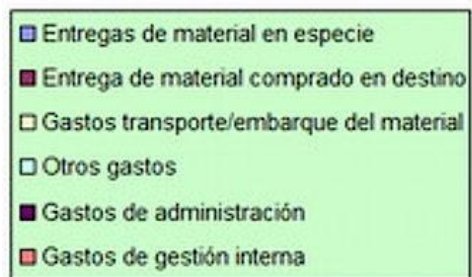 Entregas de material en especie
Entrega de material comprado en destino
Gastos transporte/embarque del material
Otros gastos
Gastos de administración
Gastos de gestión interna